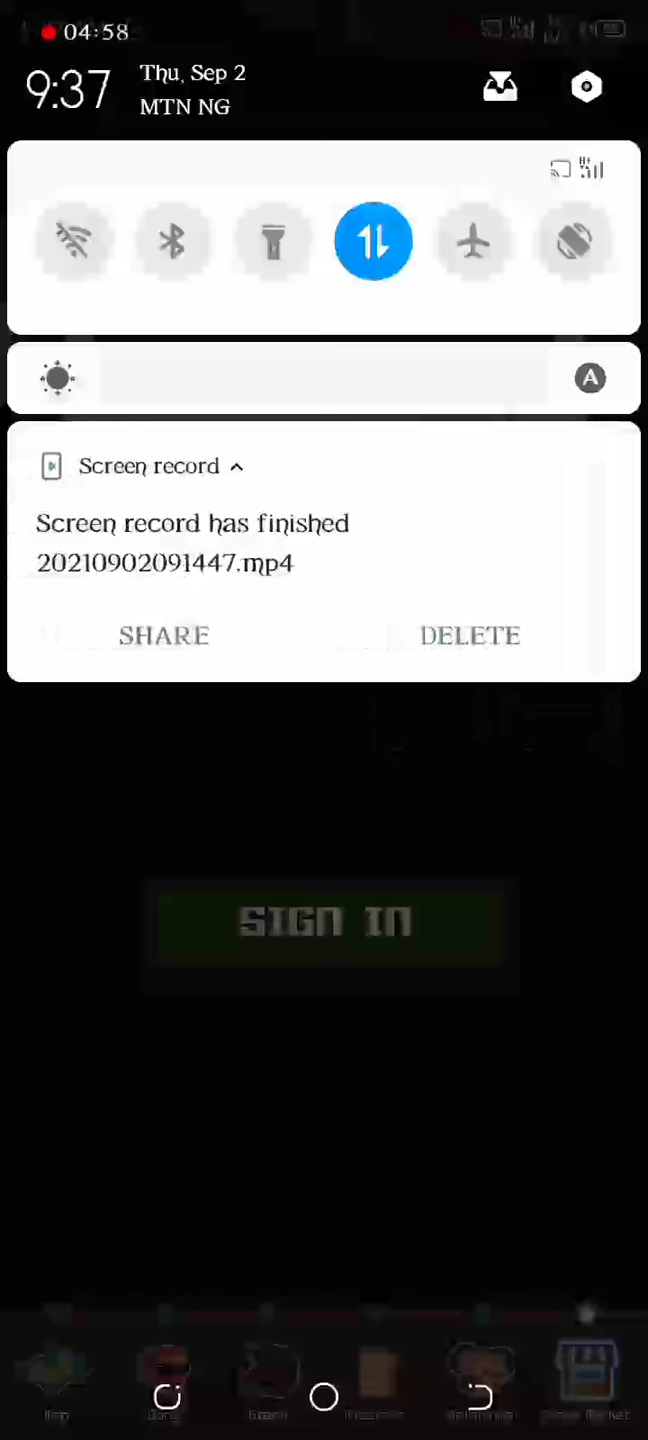 04:58
9:37
Thu, Sep 2
MTN NG
A
Screen record
Screen record has finished
20210902091447.mp4
SHARE
DELETE
SIGN IN